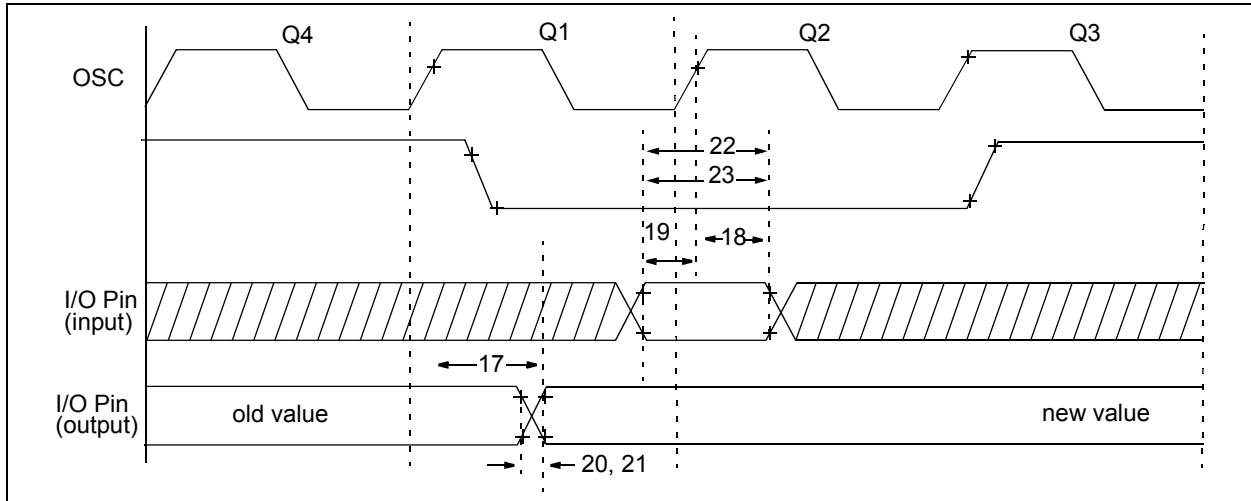 Q4
Q1
Q2
Q3
OSC
22
23
19
18
I/O Pin
(input)
17
I/O Pin
(output)
old value
new value
20, 21